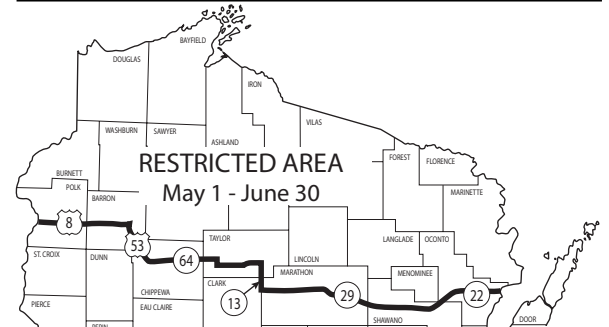 BAYFIELD
DOUGLAS
IRON
VILAS
WASHBURN
SAWYER
ASHLAND
FOREST
FLORENCE
RESTRICTED AREA
May 1 - June 30
BURNETT
POLK
BARRON
MARINETTE
8
53
64
TAYLOR
LANGLADE
OCONTO
ST. CROIX
DUNN
LINCOLN
MARATHON
MENOMINEE
CHIPPEWA
CLARK
13
29
22
PIERCE
EAU CLAIRE
SHAWANO
DOOR
PEPIN